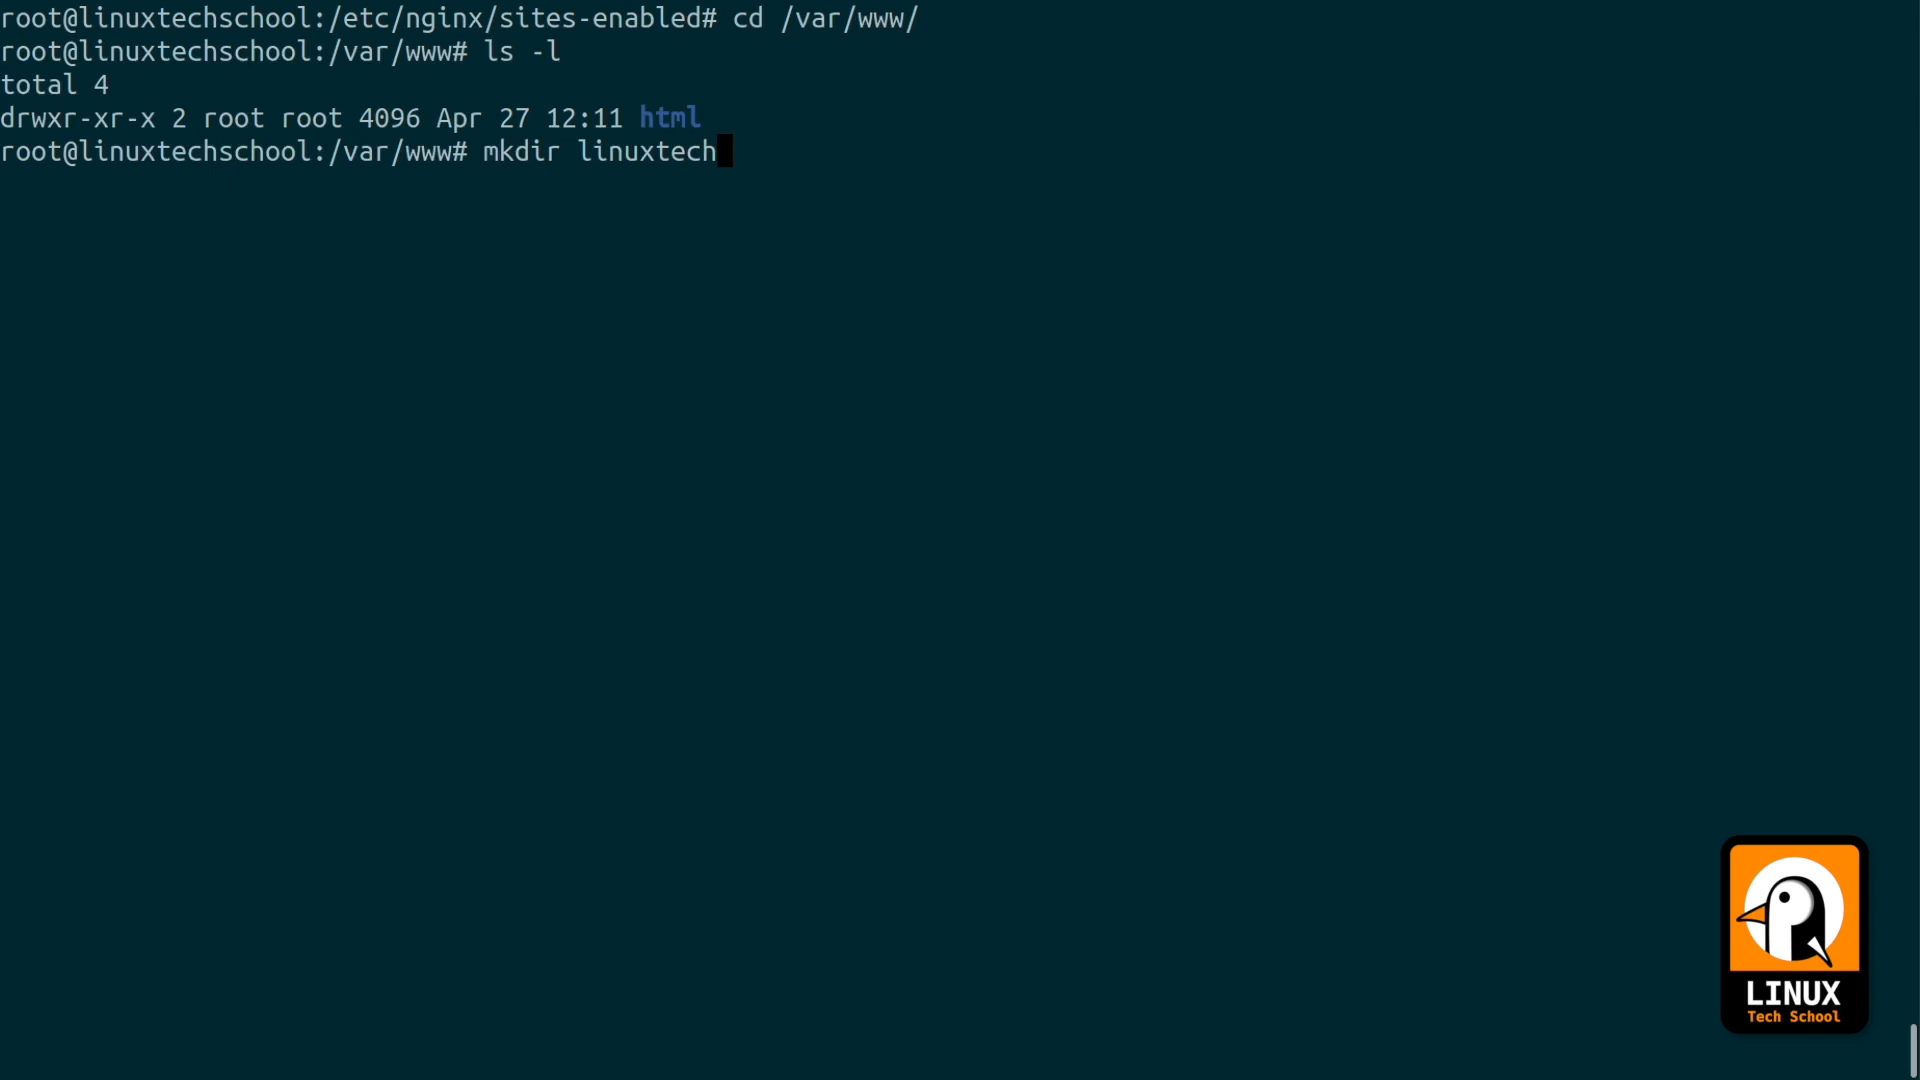 root@linuxtechschool:/etc/nginx/sites-enabled# cd /var/www/
root@linuxtechschool:/var/www# ls -l
total 4
drwxr-xr-x 2 root root 4096 Apr 27 12:11 html
root@linuxtechschool:/var/www# mkdir linuxtech
LINUX
Tech School